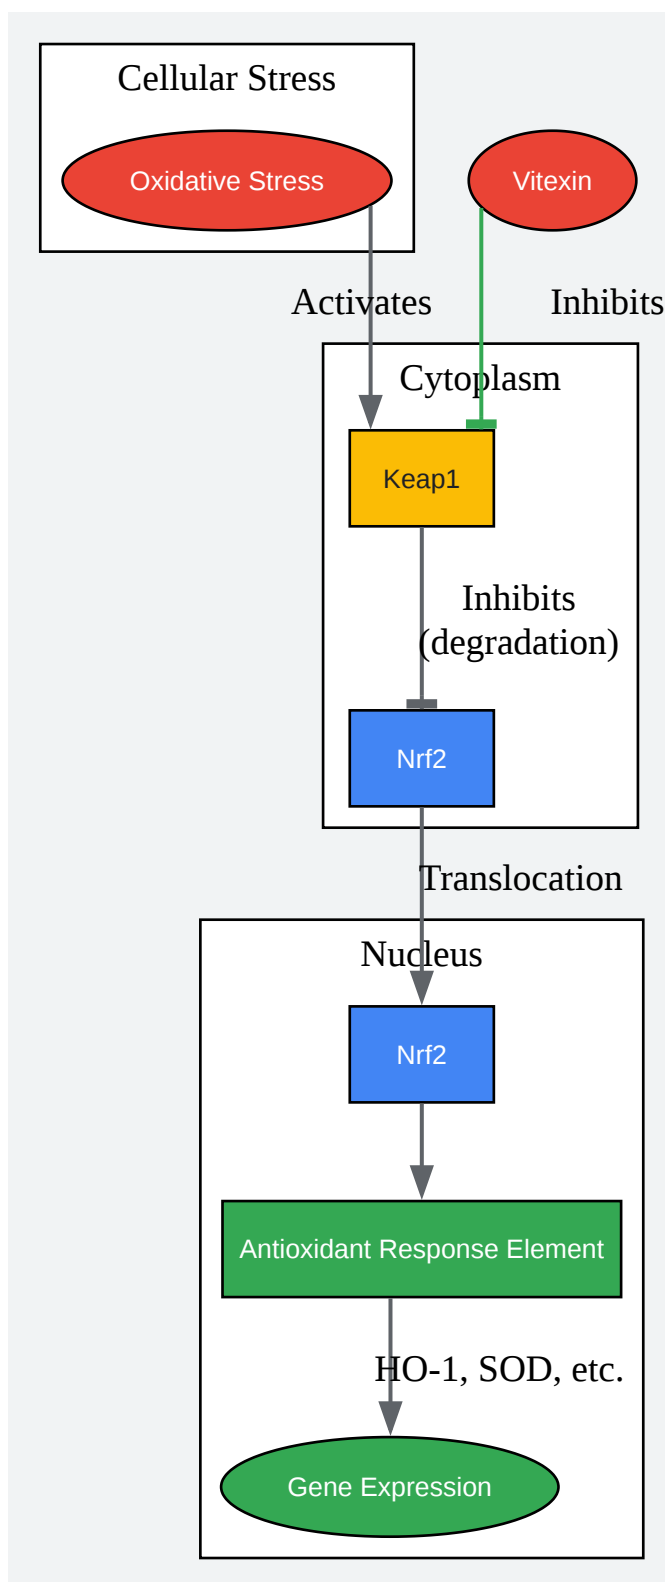 Cellular Stress
Oxidative Stress
Vitexin
Activates
Inhibits
Cytoplasm
Keap1
Inhibits
(degradation)
Nrf2
Translocation
Nucleus
Nrf2
Antioxidant Response Element
HO-1, SOD, etc.
Gene Expression